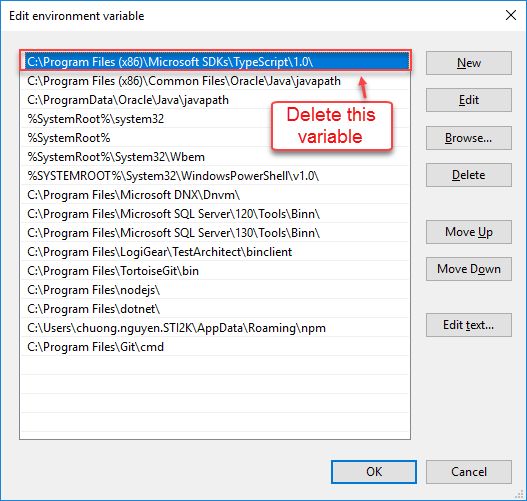 Edit environment variable
C:\Program Files (x86)\Microsoft SDKs\TypeScript\1.0\
C:\Program Files (x86)\Common Files\Oracle\Java\javapath
C:\ProgramData\Oracle\Java\javapath
%SystemRoot%\system32
%SystemRoot%
%SystemRoot%\System32\Wbem
%SYSTEMROOT%\System32\WindowsPowerShell\v1.0\
C:\Program Files\Microsoft DNX\Dnvm\
C:\Program Files\Microsoft SQL Server\120\Tools\Binn\
C:\Program Files\Microsoft SQL Server\130\Tools\Binn\
C:\Program Files\LogiGear\TestArchitect\binclient
C:\Program Files\TortoiseGit\bin
C:\Program Files\nodejs\
C:\Program Files\dotnet\
C:\Users\chuong.nguyen.STI2K\AppData\Roaming\npm
C:\Program Files\Git\cmd
Delete this
variable
New
Edit
Browse...
Delete
Move Up
Move Down
Edit text...
OK
Cancel